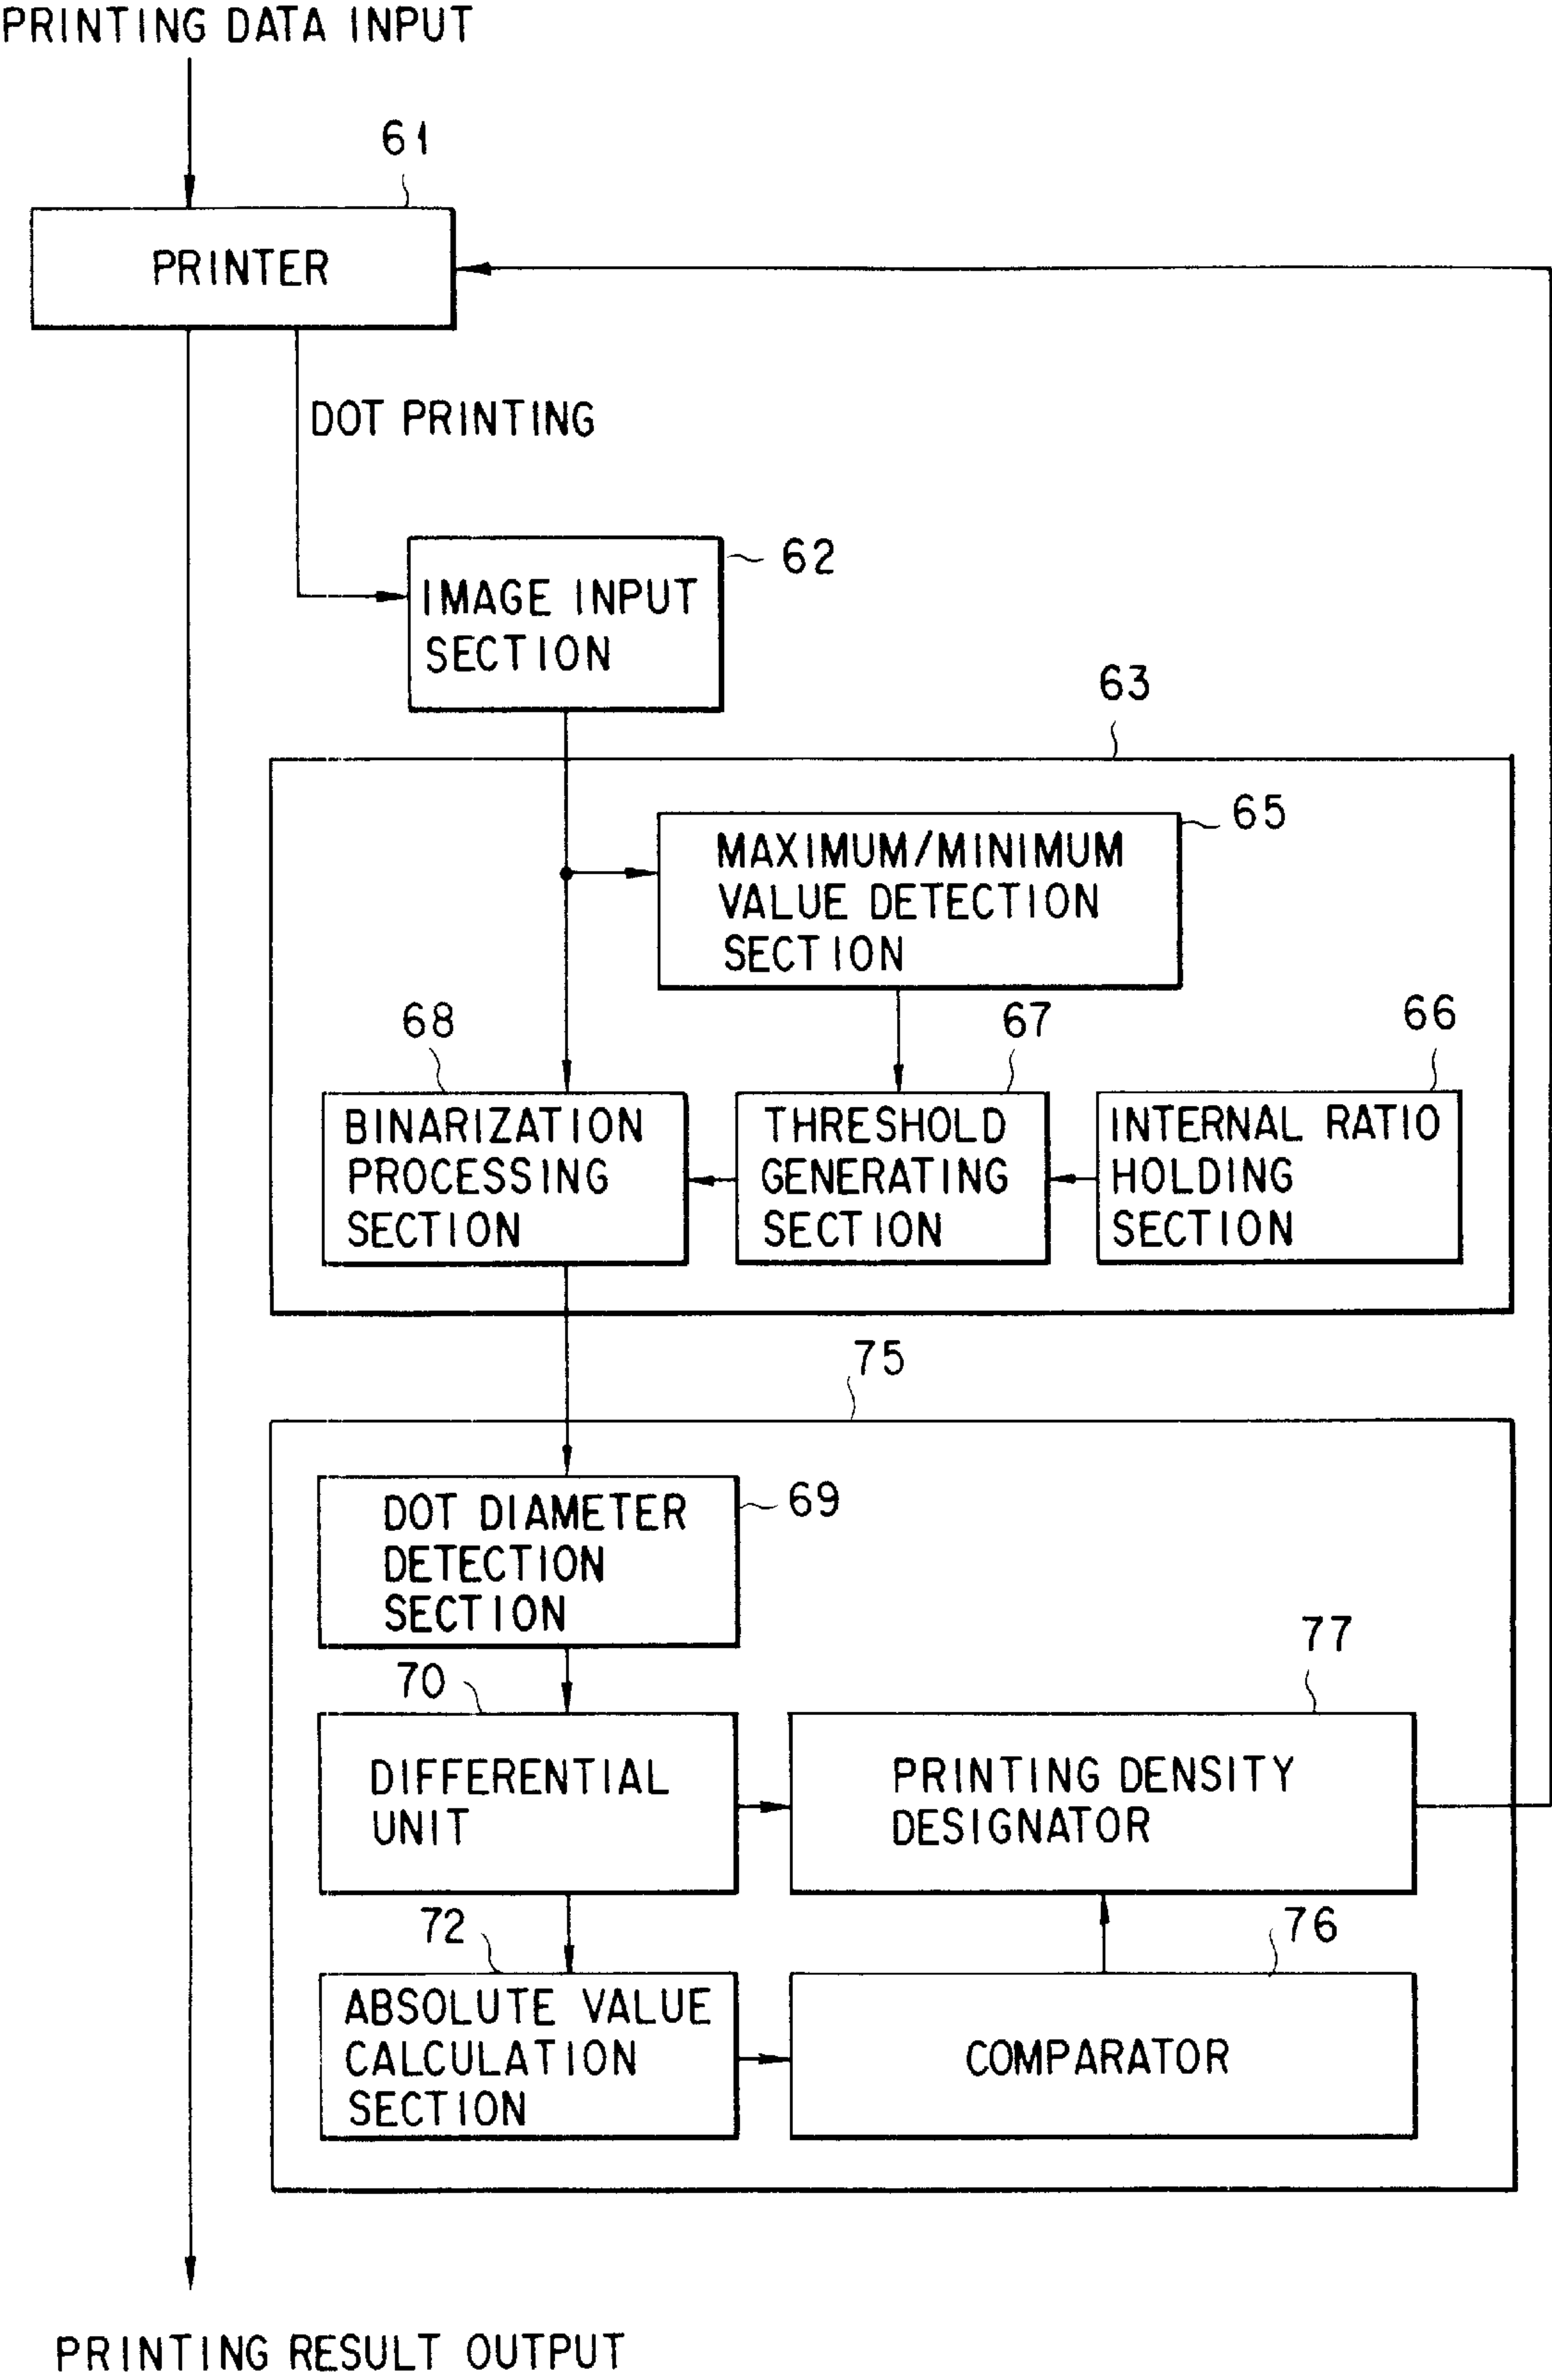 PRINTING DATA INPUT
61
PRINTER
DOT PRINTING
62
IMAGE INPUT
SECTION
63
65
MAXIMUM/MINIMUM
VALUE DETECTION
SECTION
68
67
66
BINARIZATION
PROCESSING
SECTION
THRESHOLD
GENERATING
SECTION
INTERNAL RATIO
HOLDING
SECTION
75
69
DOT DIAMETER
DETECTION
SECTION
77
70
DIFFERENTIAL
UNIT
PRINTING DENSITY
DESIGNATOR
72
76
ABSOLUTE VALUE
CALCULATION
SECTION
COMPARATOR
PRINTING RESULT OUTPUT